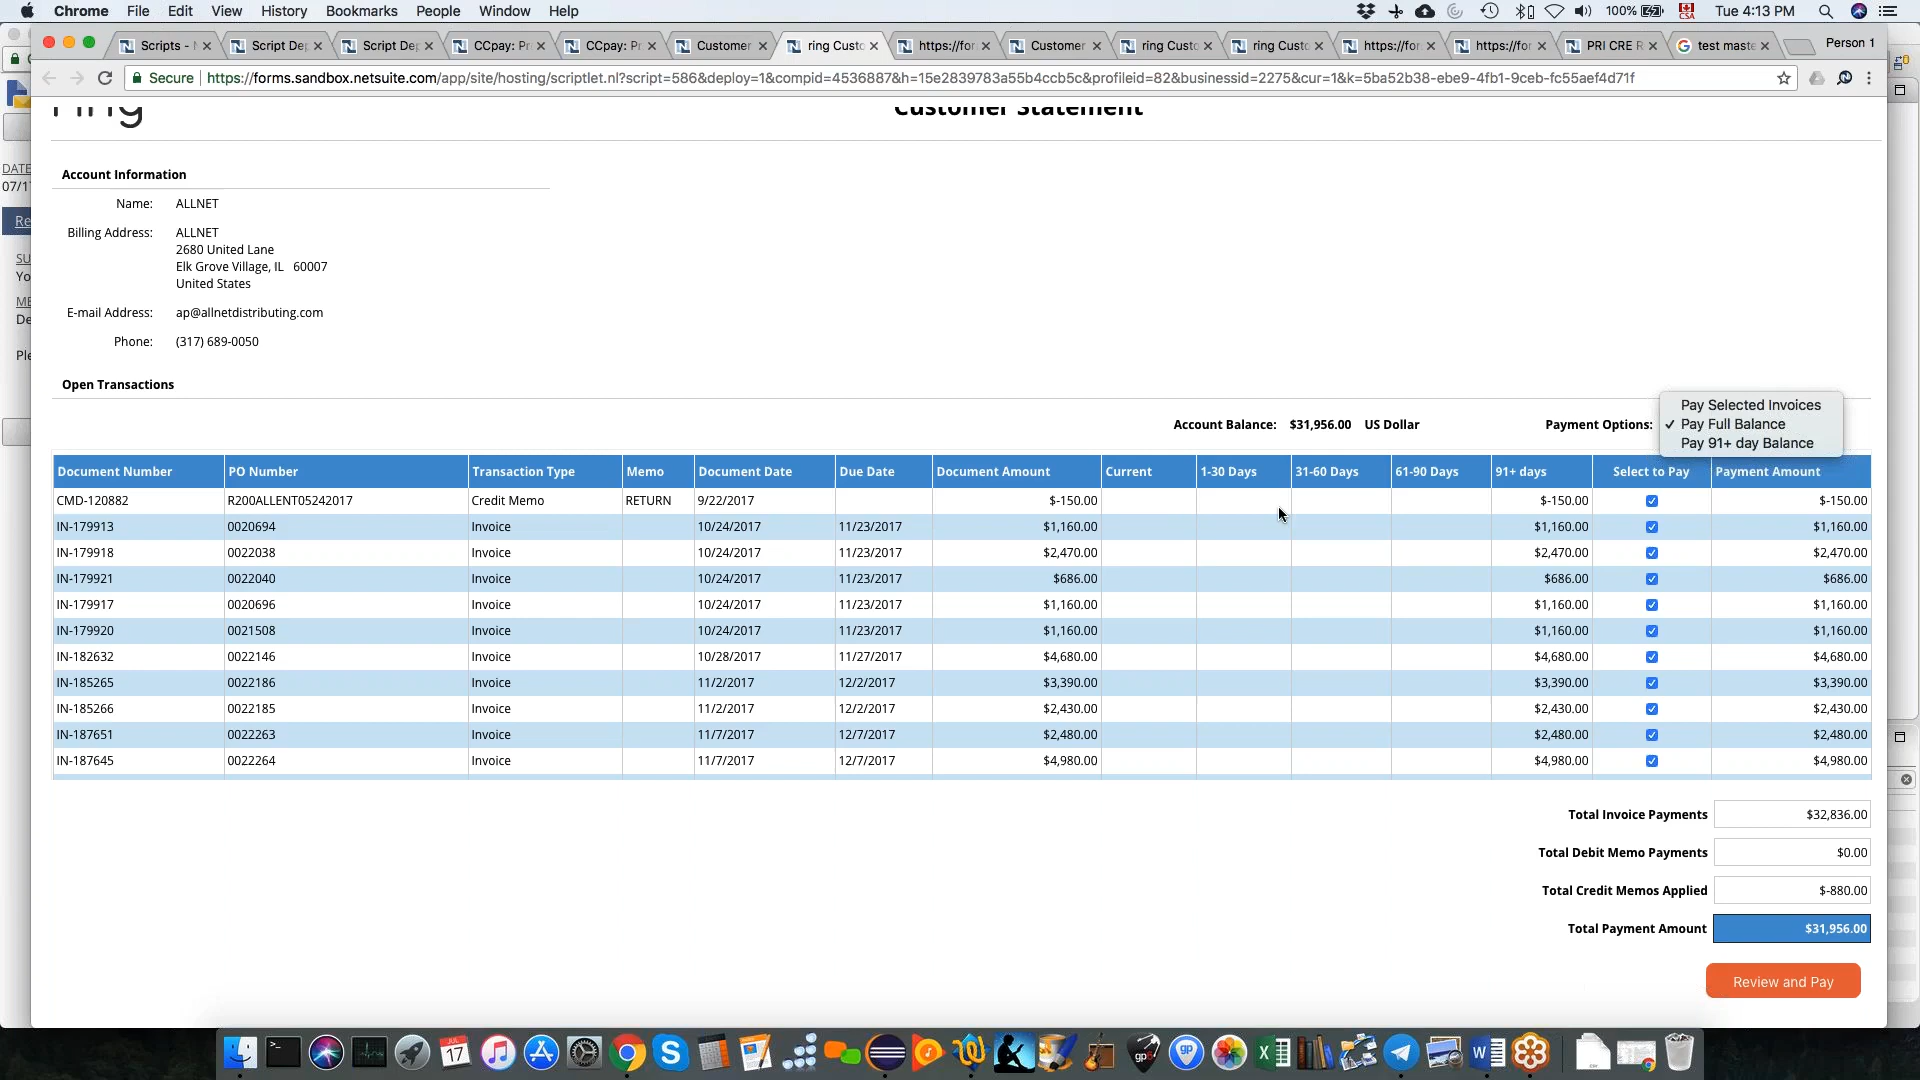 Chrome File Edit View History Bookmarks People Window Help 100% Tue 4:13 PM
Scripts - N Script Dep Script Dep CCpay: Pr CCpay: Pr Customer ring Custo https://for Customer ring Custo ring Custo https://for https://for PRI CRE R test maste Person 1
Secure https://forms.sandbox.netsuite.com/app/site/hosting/scriptlet.nl?script=586&deploy=1&compid=4536887&h=15e2839783a55b4ccb5c&profileid=82&businessid=2275&cur=1&k=5ba52b38-ebe9-4fb1-9ceb-fc55aef4d71f
ring Customer Statement
DATE
07/1
Re
SU
Yo
ME
De
Ple
Account Information
Name: ALLNET
Billing Address: ALLNET
2680 United Lane
Elk Grove Village, IL 60007
United States
E-mail Address: ap@allnetdistributing.com
Phone: (317) 689-0050
Open Transactions
Pay Selected Invoices
Account Balance: $31,956.00 US Dollar Payment Options: ✓ Pay Full Balance
Pay 91+ day Balance
Document Number PO Number Transaction Type Memo Document Date Due Date Document Amount Current 1-30 Days 31-60 Days 61-90 Days 91+ days Select to Pay Payment Amount
CMD-120882 R200ALLENT05242017 Credit Memo RETURN 9/22/2017 $-150.00 $-150.00 $-150.00
IN-179913 0020694 Invoice 10/24/2017 11/23/2017 $1,160.00 $1,160.00 $1,160.00
IN-179918 0022038 Invoice 10/24/2017 11/23/2017 $2,470.00 $2,470.00 $2,470.00
IN-179921 0022040 Invoice 10/24/2017 11/23/2017 $686.00 $686.00 $686.00
IN-179917 0020696 Invoice 10/24/2017 11/23/2017 $1,160.00 $1,160.00 $1,160.00
IN-179920 0021508 Invoice 10/24/2017 11/23/2017 $1,160.00 $1,160.00 $1,160.00
IN-182632 0022146 Invoice 10/28/2017 11/27/2017 $4,680.00 $4,680.00 $4,680.00
IN-185265 0022186 Invoice 11/2/2017 12/2/2017 $3,390.00 $3,390.00 $3,390.00
IN-185266 0022185 Invoice 11/2/2017 12/2/2017 $2,430.00 $2,430.00 $2,430.00
IN-187651 0022263 Invoice 11/7/2017 12/7/2017 $2,480.00 $2,480.00 $2,480.00
IN-187645 0022264 Invoice 11/7/2017 12/7/2017 $4,980.00 $4,980.00 $4,980.00
Total Invoice Payments $32,836.00
Total Debit Memo Payments $0.00
Total Credit Memos Applied $-880.00
Total Payment Amount $31,956.00
Review and Pay
JUL
17